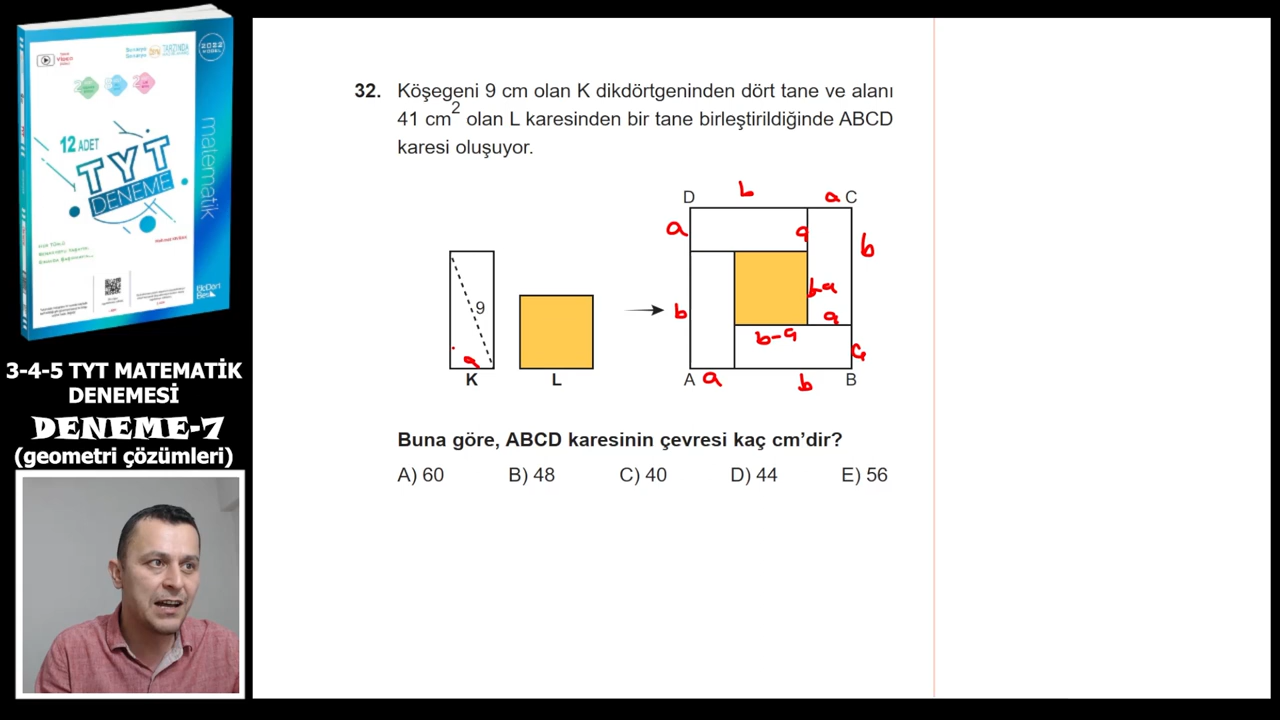 2022
TARZINDA
12 ADET
TYT
DENEME
matematik
3-4-5 TYT MATEMATİK
DENEMESİ
DENEME-7
(geometri çözümleri)
32. Köşegeni 9 cm olan K dikdörtgeninden dört tane ve alanı
41 cm² olan L karesinden bir tane birleştirildiğinde ABCD
karesi oluşuyor.
D b a C
a a b
9 b-a
b a
b-a a
a
K L A a b B
Buna göre, ABCD karesinin çevresi kaç cm'dir?
A) 60 B) 48 C) 40 D) 44 E) 56